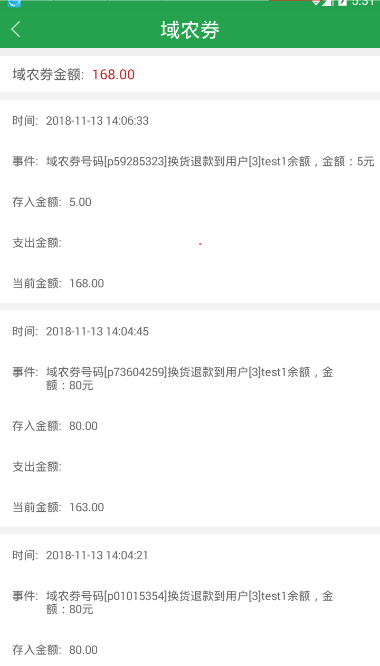 5:31
域农券
域农券金额: 168.00
时间: 2018-11-13 14:06:33
事件: 域农券号码[p59285323]换货退款到用户[3]test1余额，金额：5元
存入金额: 5.00
支出金额:
当前金额: 168.00
时间: 2018-11-13 14:04:45
事件: 域农券号码[p73604259]换货退款到用户[3]test1余额，金
额：80元
存入金额: 80.00
支出金额:
当前金额: 163.00
时间: 2018-11-13 14:04:21
事件: 域农券号码[p01015354]换货退款到用户[3]test1余额，金
额：80元
存入金额: 80.00